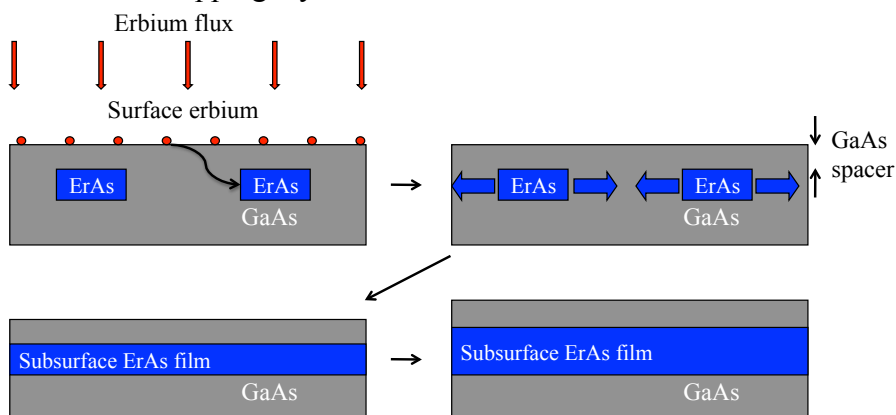 Erbium flux
Surface erbium
ErAs
ErAs
GaAs
ErAs
ErAs
GaAs
GaAs
spacer
Subsurface ErAs film
GaAs
Subsurface ErAs film
GaAs